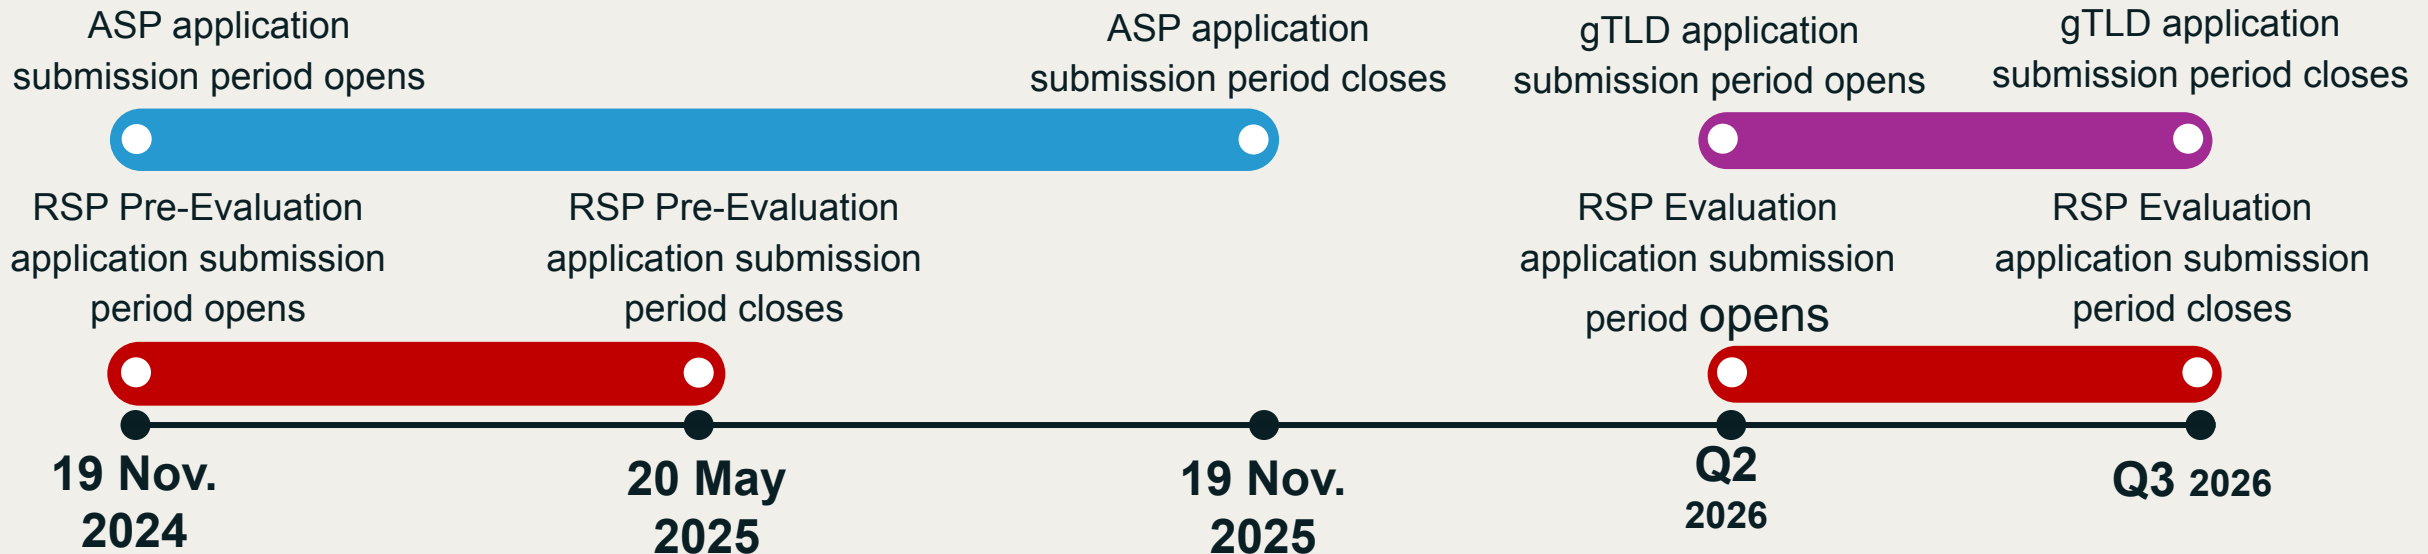 ASP application
submission period opens
ASP application
submission period closes
gTLD application
submission period opens
gTLD application
submission period closes
RSP Pre-Evaluation
application submission
period opens
RSP Pre-Evaluation
application submission
period closes
RSP Evaluation
application submission
period opens
RSP Evaluation
application submission
period closes
19 Nov.
2024
20 May
2025
19 Nov.
2025
Q2
2026
Q3 2026